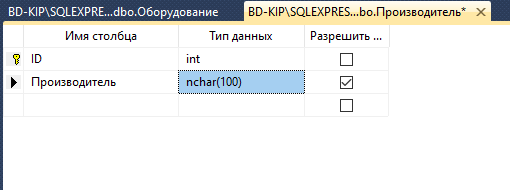 BD-KIP\SQLEXPRE...dbo.Оборудование BD-KIP\SQLEXPRES...bo.Производитель*
Имя столбца Тип данных Разрешить ...
ID int
Производитель nchar(100)